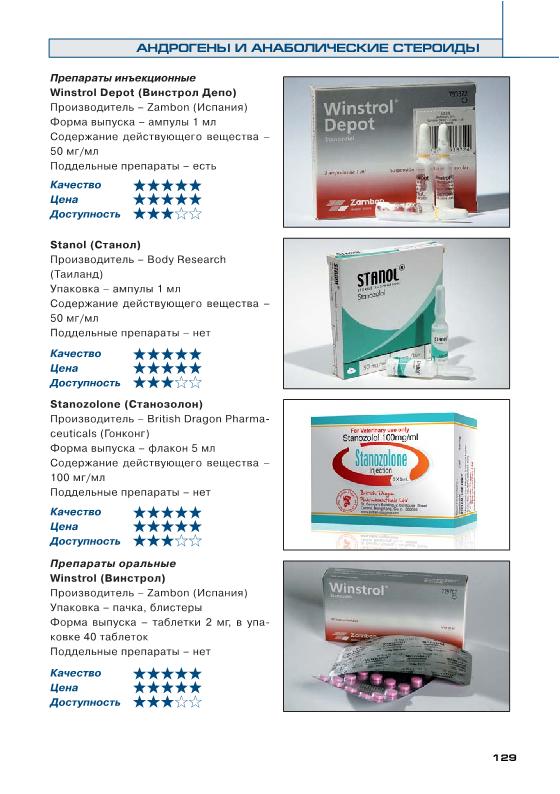 АНДРОГЕНЫ И АНАБОЛИЧЕСКИЕ СТЕРОИДЫ
Препараты инъекционные
Winstrol Depot (Винстрол Депо)
Производитель – Zambon (Испания)
Форма выпуска – ампулы 1 мл
Содержание действующего вещества –
50 мг/мл
Поддельные препараты – есть
Качество
Цена
Доступность
Winstrol
Depot
Zambon
Stanol (Станол)
Производитель – Body Research
(Таиланд)
Упаковка – ампулы 1 мл
Содержание действующего вещества –
50 мг/мл
Поддельные препараты – нет
Качество
Цена
Доступность
STANOL
Stanozolol
Stanozolone (Станозолон)
Производитель – British Dragon Pharma-
ceuticals (Гонконг)
Форма выпуска – флакон 5 мл
Содержание действующего вещества –
100 мг/мл
Поддельные препараты – нет
Качество
Цена
Доступность
For Veterinary use only
Stanozolol 100mg/ml
Stanozolone
Injection
British Dragon
Препараты оральные
Winstrol (Винстрол)
Производитель – Zambon (Испания)
Упаковка – пачка, блистеры
Форма выпуска – таблетки 2 мг, в упа-
ковке 40 таблеток
Поддельные препараты – нет
Качество
Цена
Доступность
Winstrol
Zambon
129